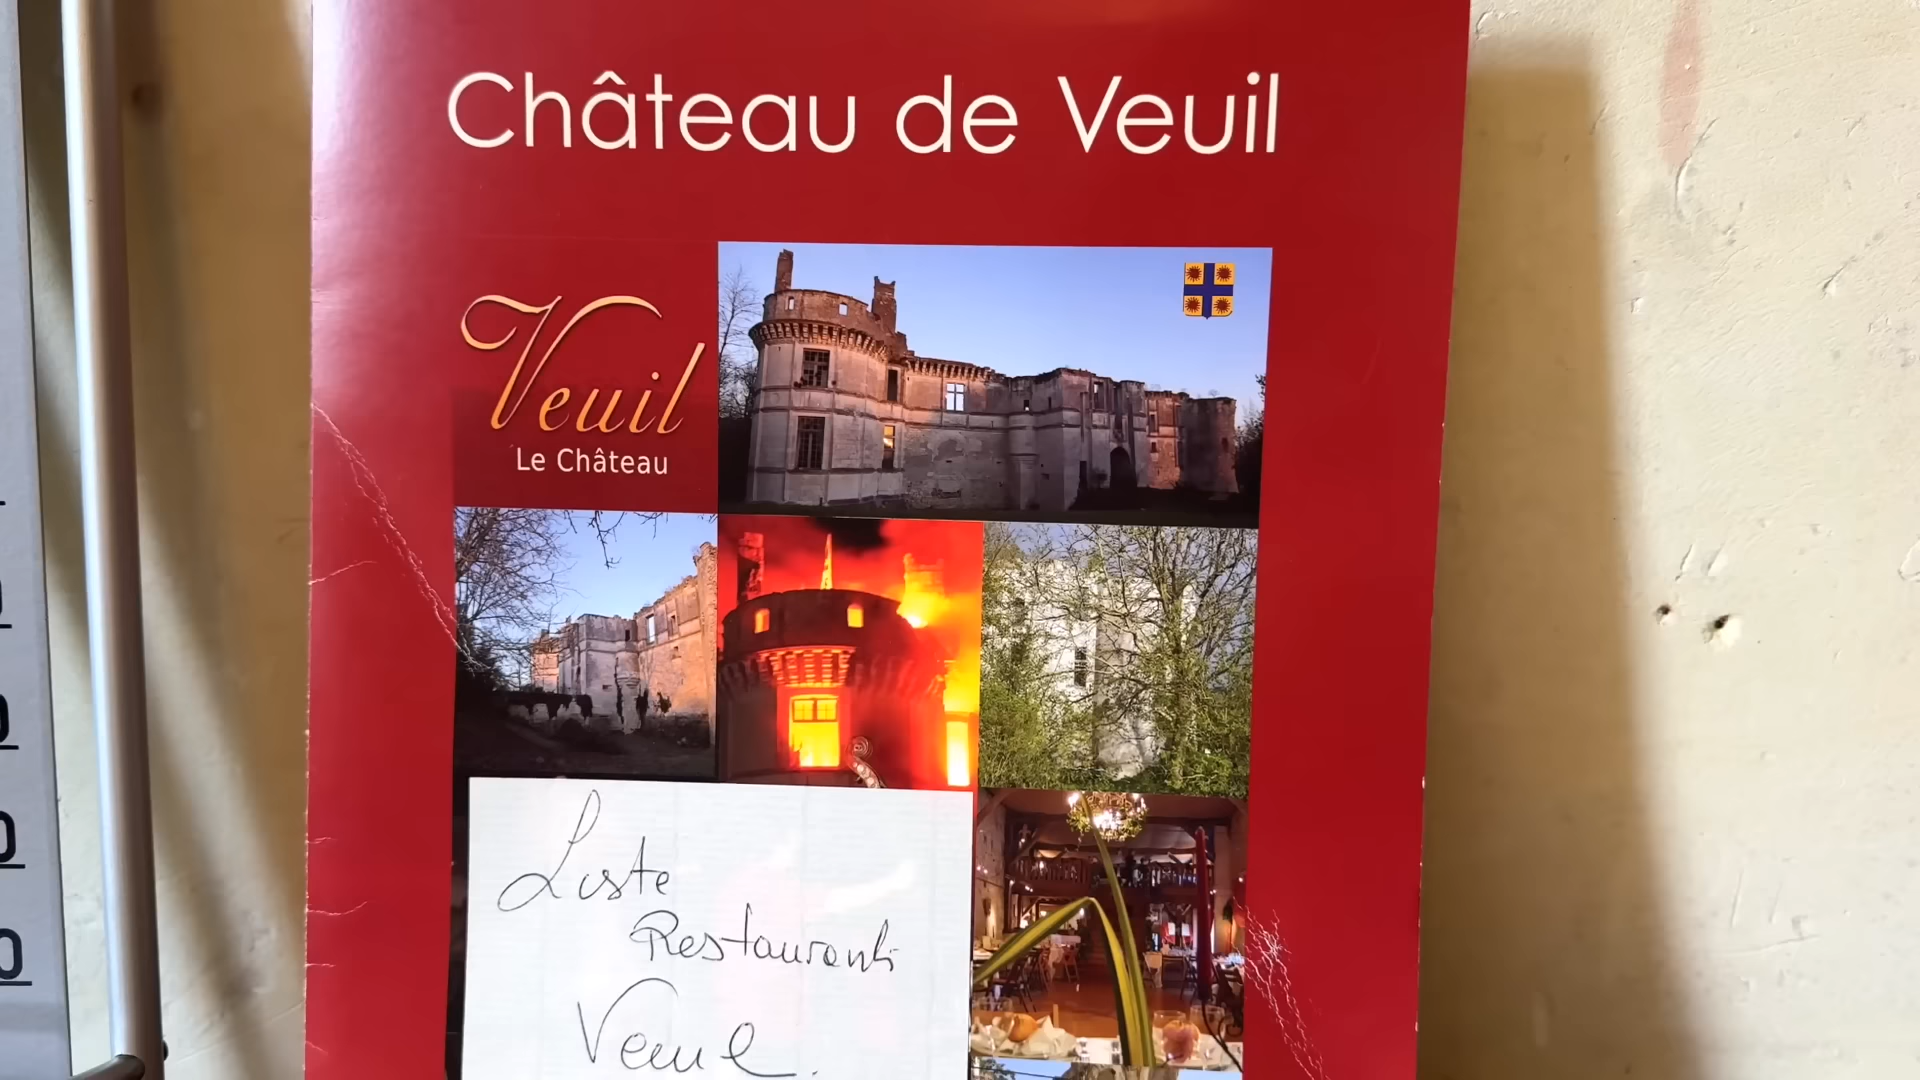 Château de Veuil
Veuil
Le Château
Liste
Restaurants
Veuil.